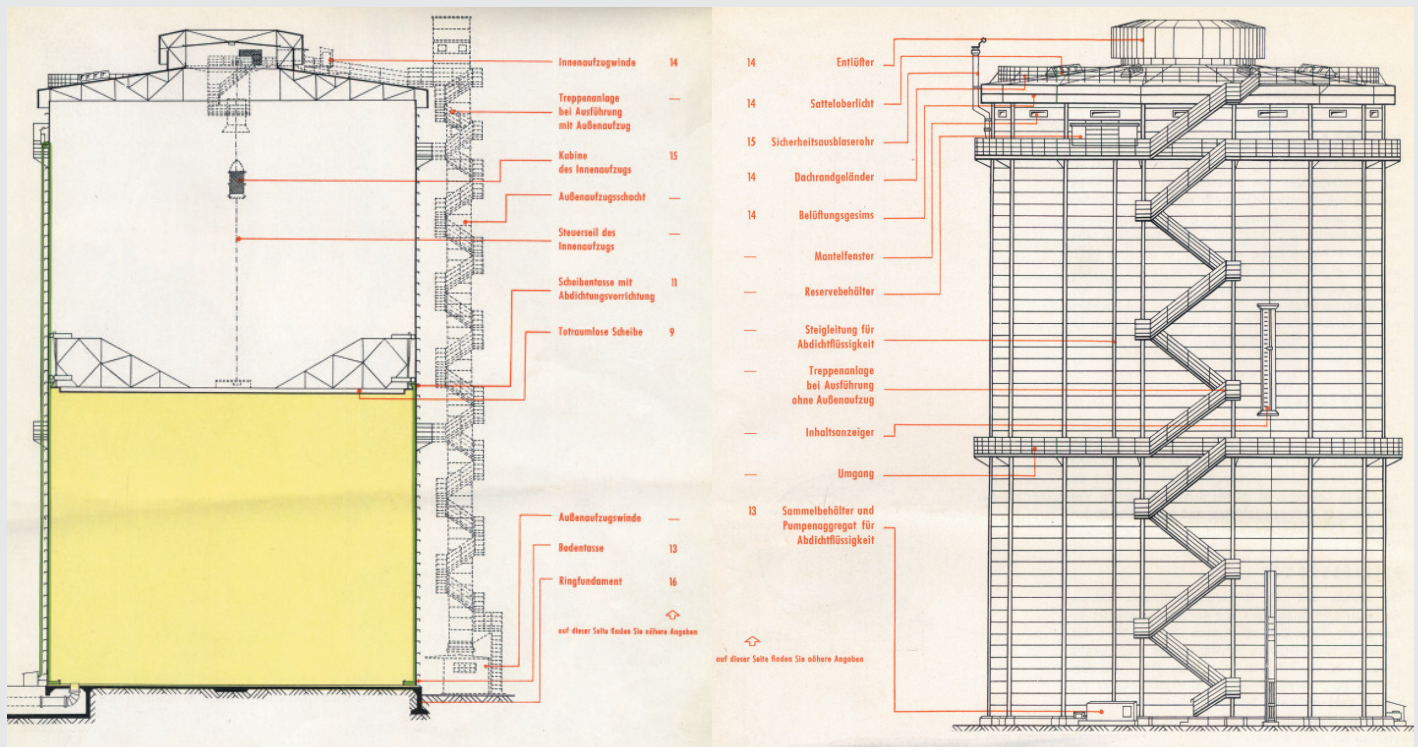 Innenaufzugwinde 14
Treppenanlage —
bei Ausführung
mit Außenaufzug
Kabine 15
des Innenaufzugs
Außenaufzugsschacht —
Steuerseil des —
Innenaufzugs
Scheibentasse mit 11
Abdichtungsvorrichtung
Totraumlose Scheibe 9
Außenaufzugswinde —
Bodentasse 13
Ringfundament 16
auf dieser Seite finden Sie nähere Angaben
14 Entlüfter
14 Satteloberlicht
15 Sicherheitsausblaserohr
14 Dachrandgeländer
14 Belüftungsgesims
— Mantelfenster
— Reservebehälter
— Steigleitung für
Abdichtflüssigkeit
— Treppenanlage
bei Ausführung
ohne Außenaufzug
— Inhaltsanzeiger
— Umgang
13 Sammelbehälter und
Pumpenaggregat für
Abdichtflüssigkeit
auf dieser Seite finden Sie nähere Angaben